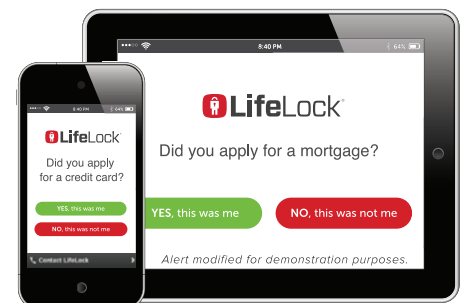 8:40 PM
64%
LifeLock
Did you apply for a mortgage?
YES, this was me
NO, this was not me
Alert modified for demonstration purposes.
8:40 PM
64%
LifeLock
Did you apply
for a credit card?
YES, this was me
NO, this was not me
Contact LifeLock